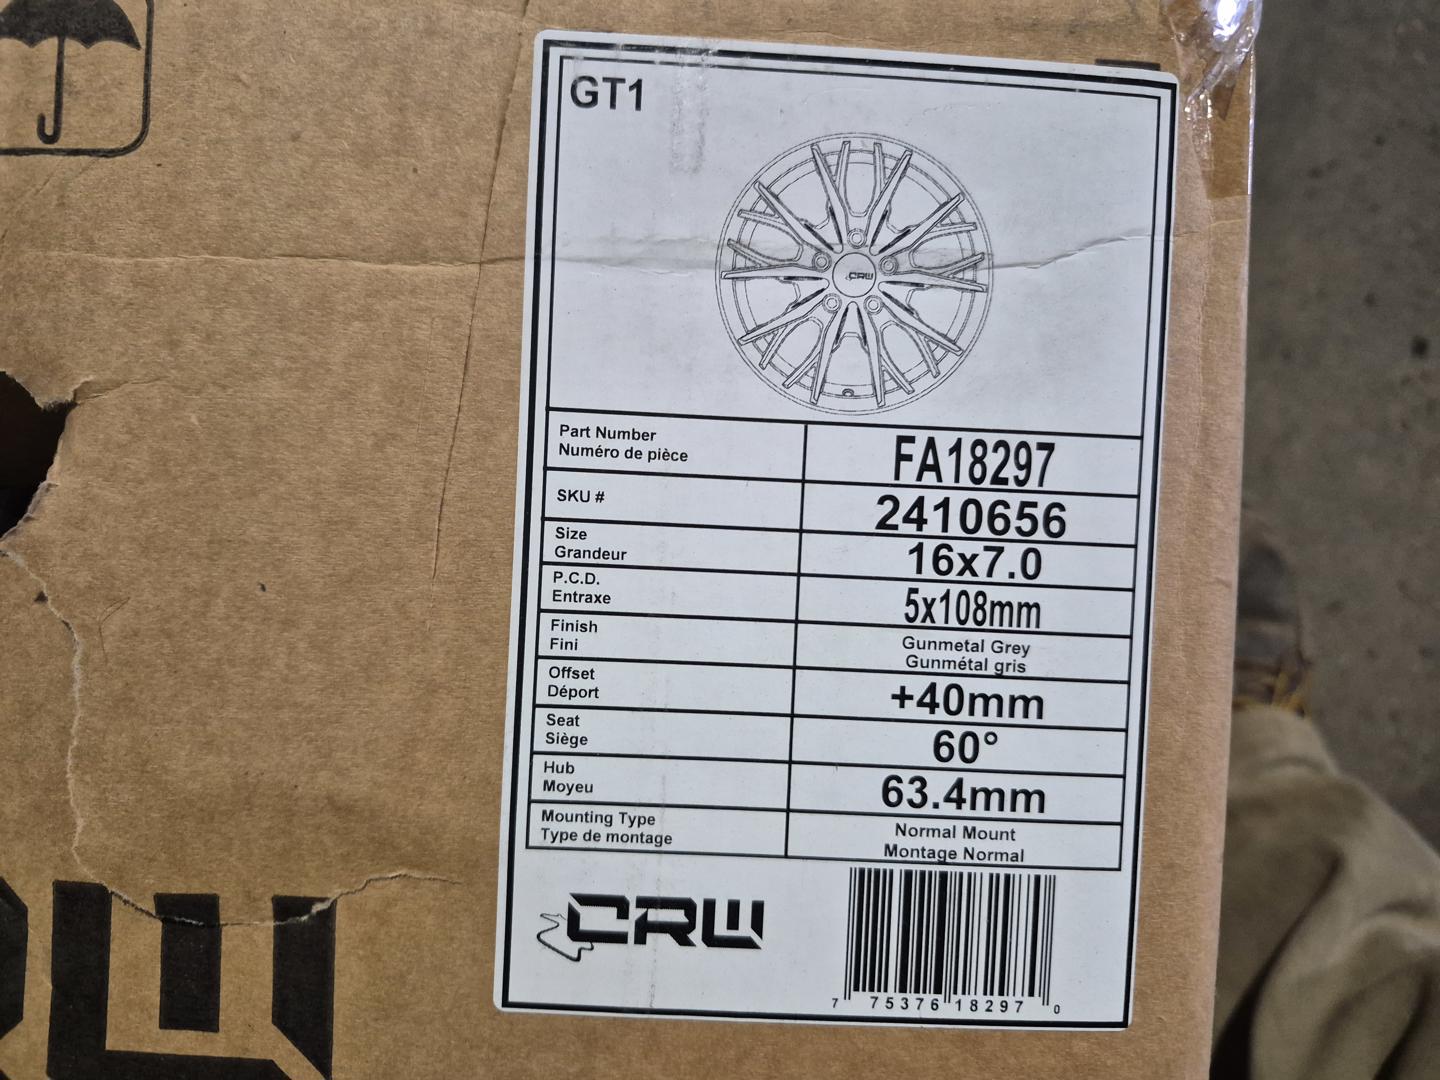 GT1
CRW
Part Number
Numéro de pièce
FA18297
SKU #
2410656
Size
Grandeur
16x7.0
P.C.D.
Entraxe
5x108mm
Finish
Fini
Gunmetal Grey
Gunmétal gris
Offset
Déport
+40mm
Seat
Siège
60°
Hub
Moyeu
63.4mm
Mounting Type
Type de montage
Normal Mount
Montage Normal
CRW
7 75376 18297 0